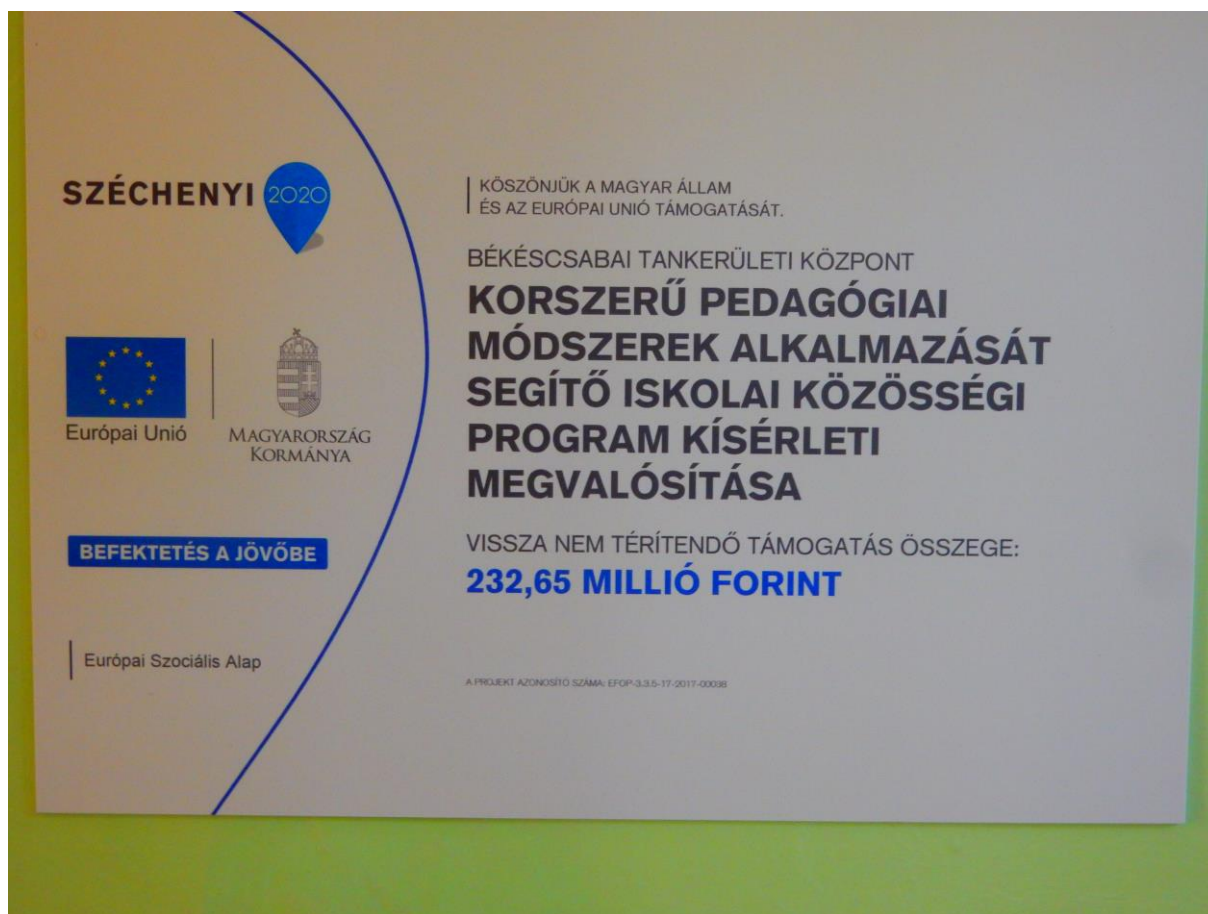 SZÉCHENYI 2020
Európai Unió
MAGYARORSZÁG
KORMÁNYA
BEFEKTETÉS A JÖVŐBE
Európai Szociális Alap
KÖSZÖNJÜK A MAGYAR ÁLLAM
ÉS AZ EURÓPAI UNIÓ TÁMOGATÁSÁT.
BÉKÉSCSABAI TANKERÜLETI KÖZPONT
KORSZERŰ PEDAGÓGIAI
MÓDSZEREK ALKALMAZÁSÁT
SEGÍTŐ ISKOLAI KÖZÖSSÉGI
PROGRAM KÍSÉRLETI
MEGVALÓSÍTÁSA
VISSZA NEM TÉRÍTENDŐ TÁMOGATÁS ÖSSZEGE:
232,65 MILLIÓ FORINT
A PROJEKT AZONOSÍTÓ SZÁMA: EFOP-3.3.5-17-2017-00038